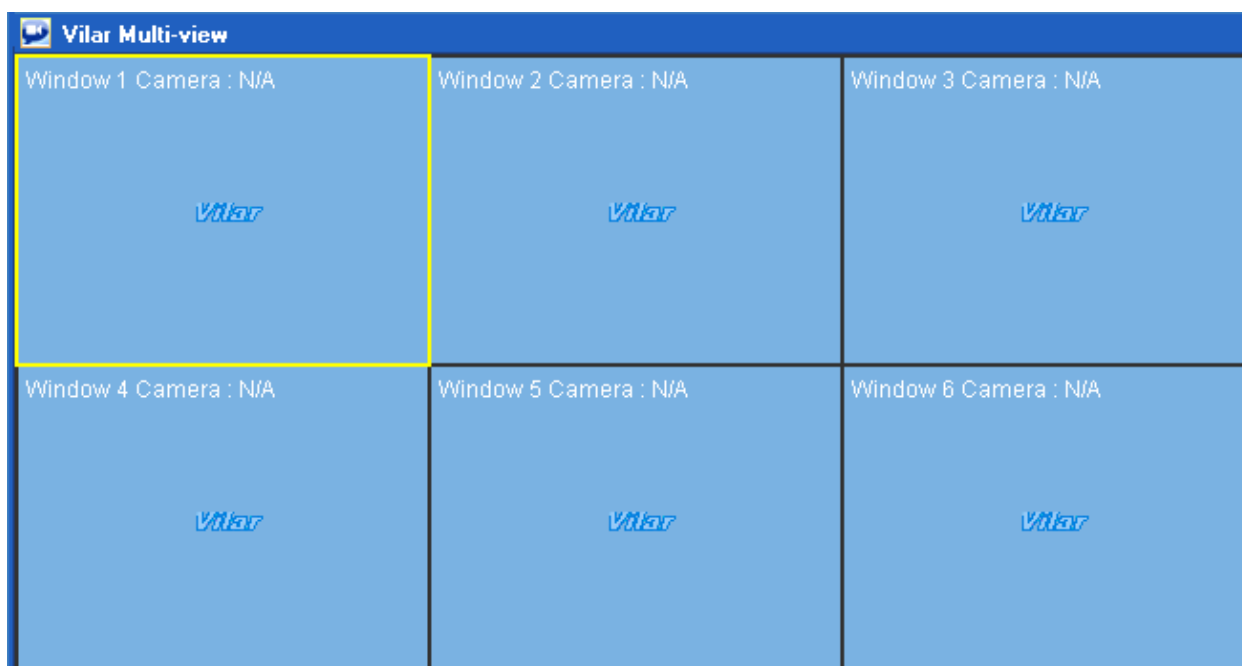 Vilar Multi-view
Window 1 Camera : N/A
Window 2 Camera : N/A
Window 3 Camera : N/A
Vilar
Vilar
Vilar
Window 4 Camera : N/A
Window 5 Camera : N/A
Window 6 Camera : N/A
Vilar
Vilar
Vilar